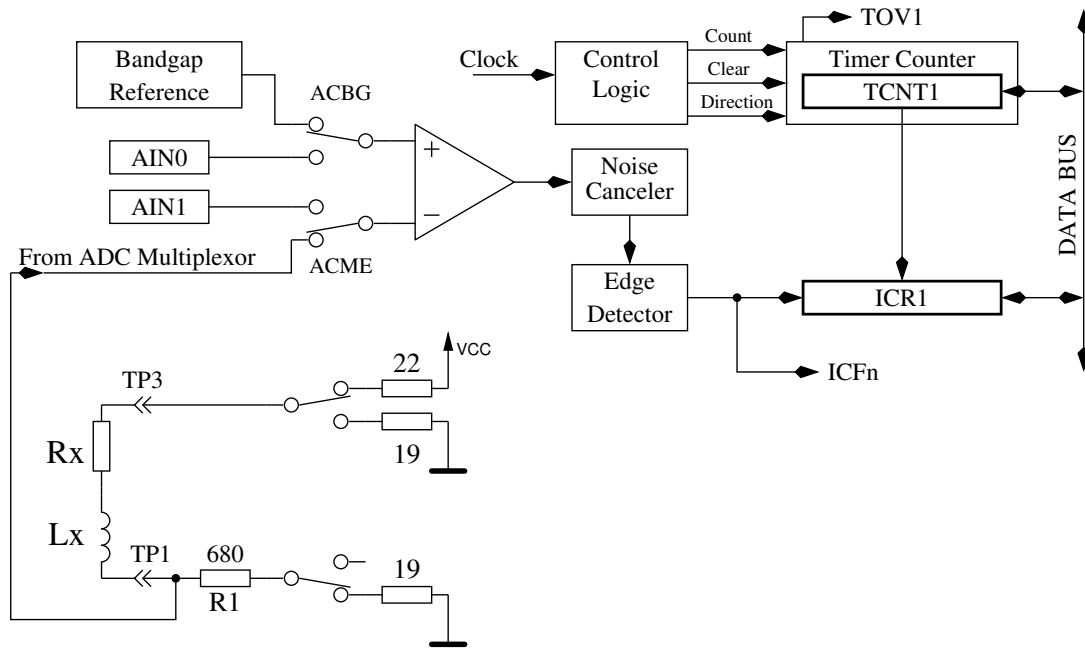 TOV1
Bandgap
Reference
Clock
Control
Logic
Count
Clear
Direction
Timer Counter
TCNT1
ACBG
AIN0
AIN1
+
−
Noise
Canceler
DATA BUS
From ADC Multiplexor
ACME
Edge
Detector
ICR1
ICFn
VCC
22
TP3
19
Rx
Lx
TP1
680
R1
19